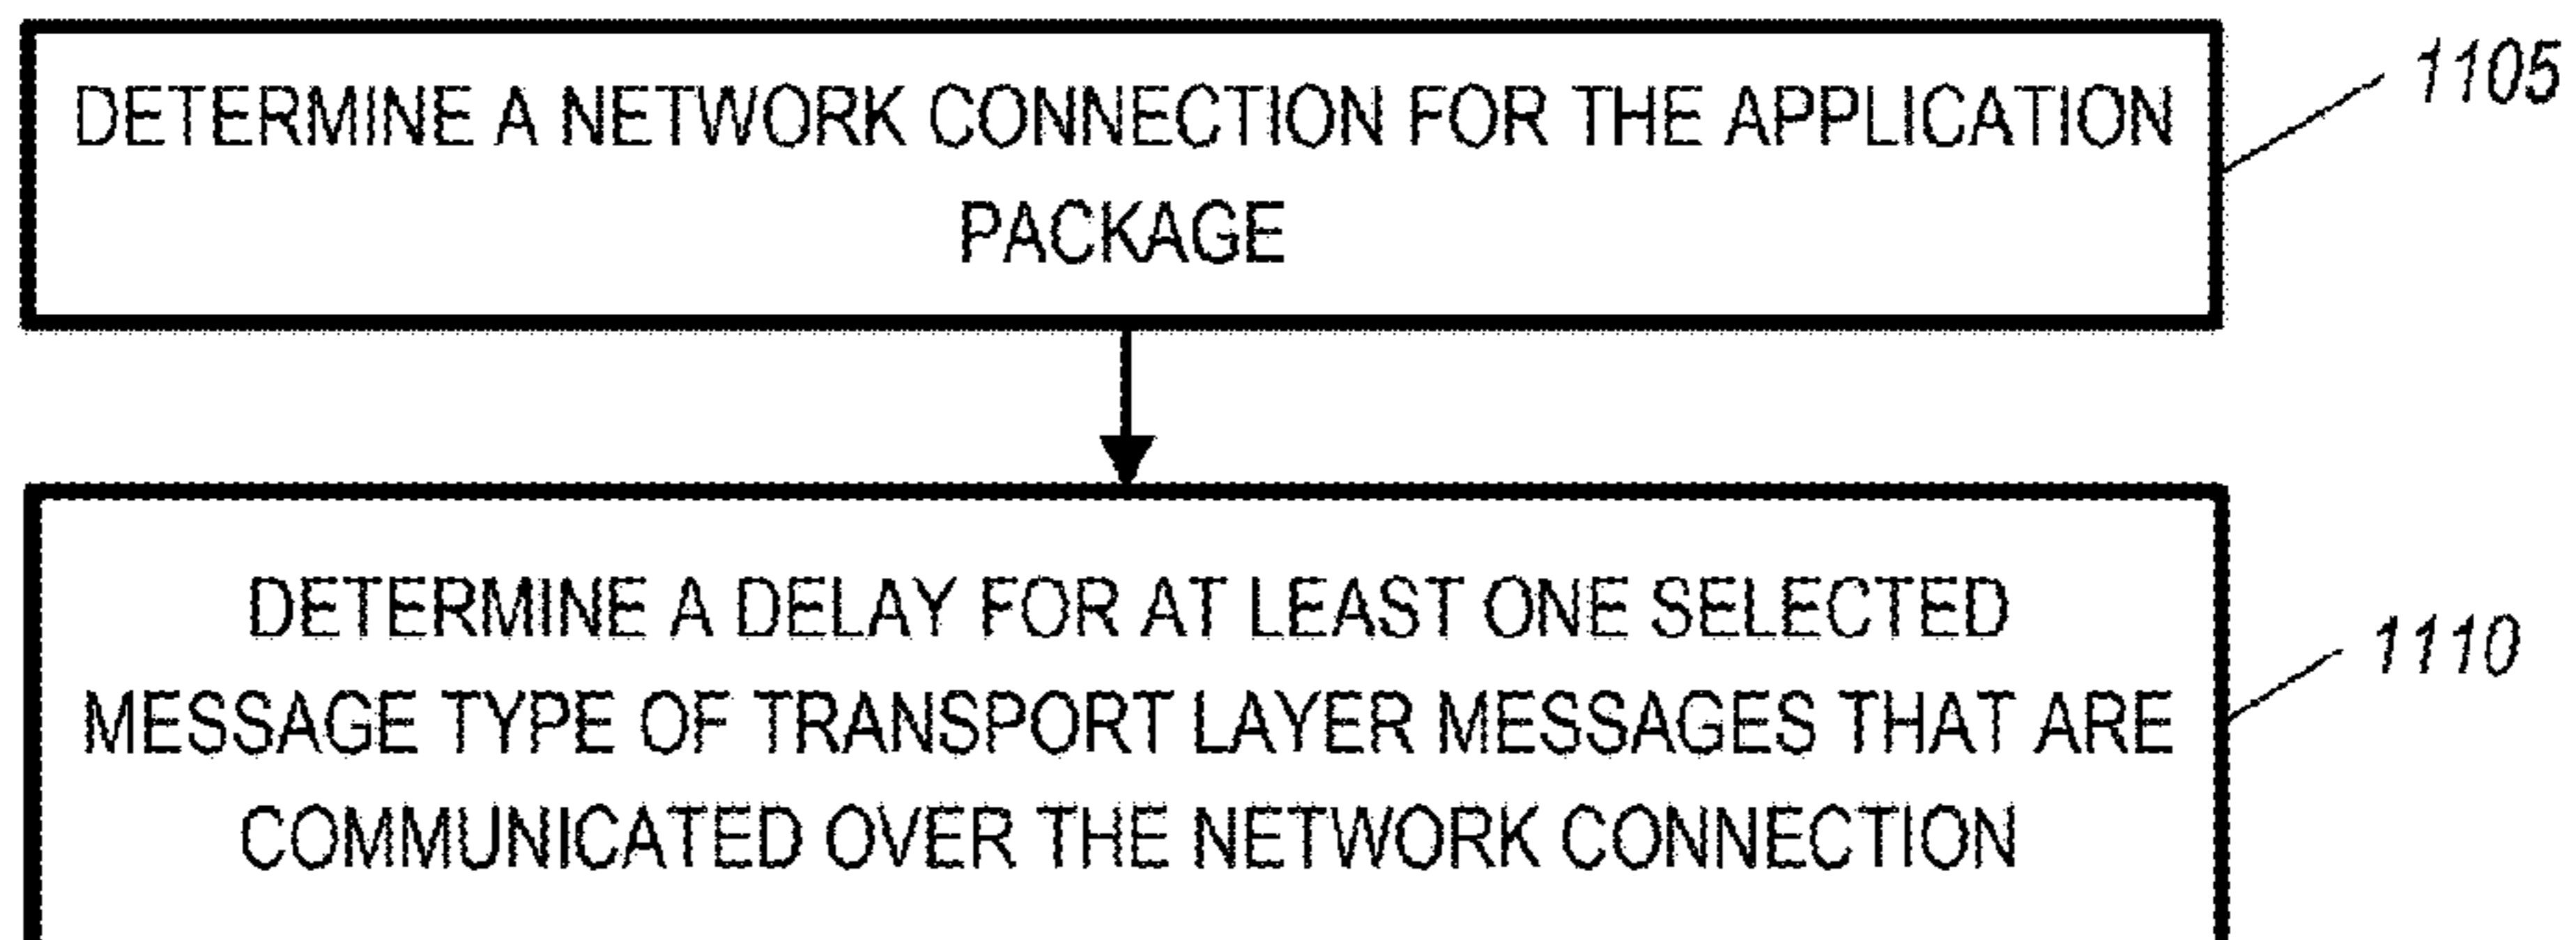 DETERMINE A NETWORK CONNECTION FOR THE APPLICATION
PACKAGE
1105
DETERMINE A DELAY FOR AT LEAST ONE SELECTED
MESSAGE TYPE OF TRANSPORT LAYER MESSAGES THAT ARE
COMMUNICATED OVER THE NETWORK CONNECTION
1110